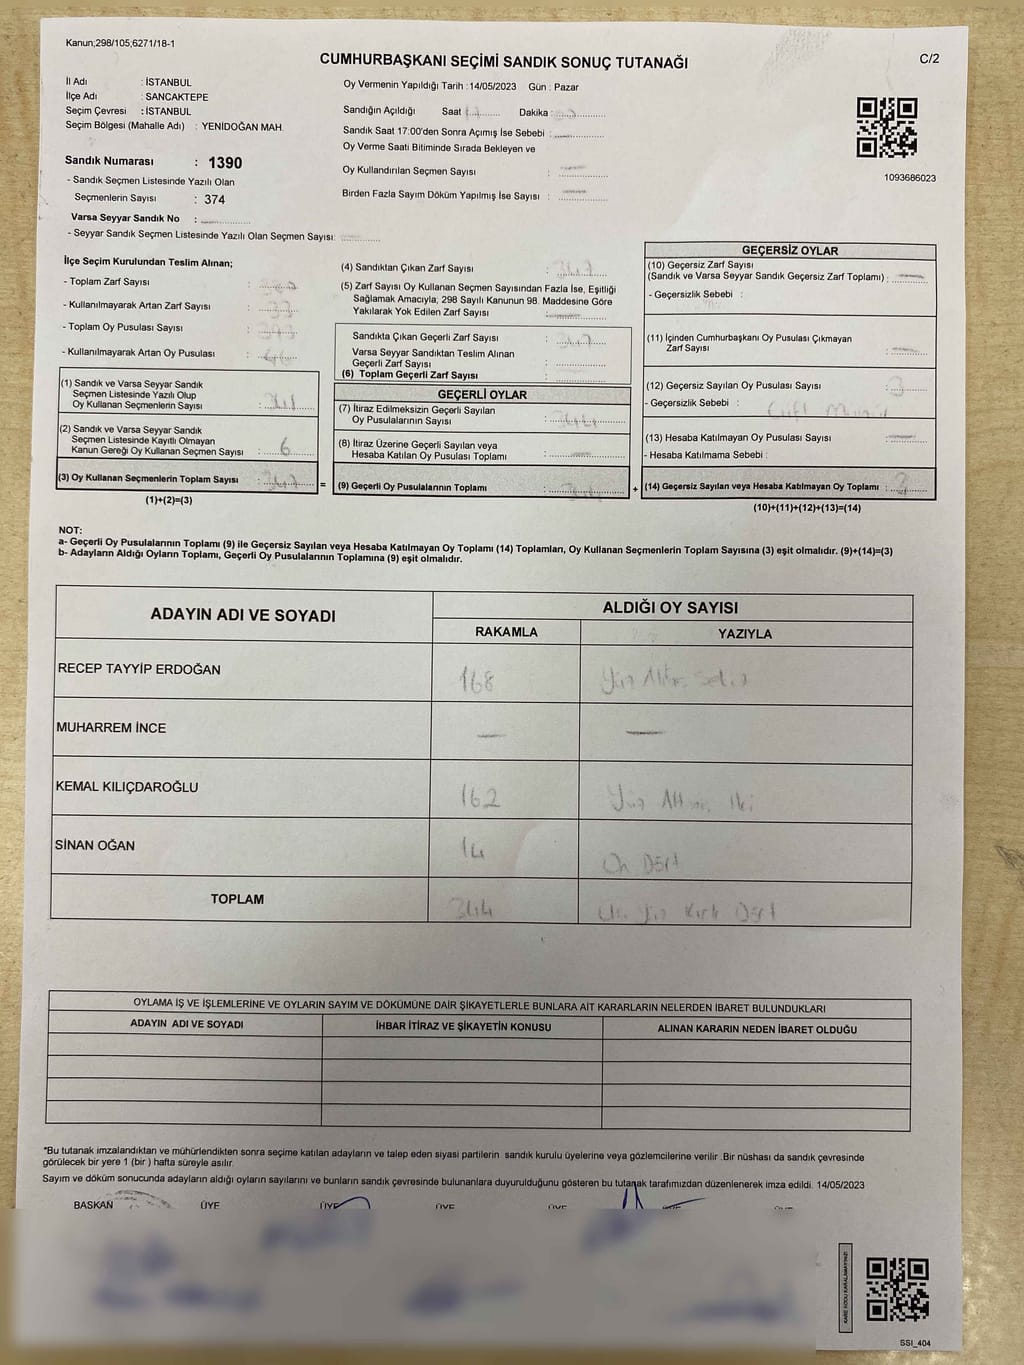 Kanun;298/105;6271/18-1
CUMHURBAŞKANI SEÇİMİ SANDIK SONUÇ TUTANAĞI
C/2
İl Adı : İSTANBUL
İlçe Adı : SANCAKTEPE
Seçim Çevresi : İSTANBUL
Seçim Bölgesi (Mahalle Adı) : YENİDOĞAN MAH.
Sandık Numarası : 1390
- Sandık Seçmen Listesinde Yazılı Olan
Seçmenlerin Sayısı : 374
Varsa Seyyar Sandık No :
- Seyyar Sandık Seçmen Listesinde Yazılı Olan Seçmen Sayısı:
Oy Vermenin Yapıldığı Tarih :14/05/2023 Gün : Pazar
Sandığın Açıldığı Saat : Dakika :
Sandık Saat 17:00'den Sonra Açımış İse Sebebi :
Oy Verme Saati Bitiminde Sırada Bekleyen ve
Oy Kullandırılan Seçmen Sayısı :
Birden Fazla Sayım Döküm Yapılmış İse Sayısı :
1093686023
İlçe Seçim Kurulundan Teslim Alınan;
- Toplam Zarf Sayısı :
- Kullanılmayarak Artan Zarf Sayısı :
- Toplam Oy Pusulası Sayısı :
- Kullanılmayarak Artan Oy Pusulası :
(1) Sandık ve Varsa Seyyar Sandık
Seçmen Listesinde Yazılı Olup
Oy Kullanan Seçmenlerin Sayısı : 341
(2) Sandık ve Varsa Seyyar Sandık
Seçmen Listesinde Kayıtlı Olmayan
Kanun Gereği Oy Kullanan Seçmen Sayısı : 6
(3) Oy Kullanan Seçmenlerin Toplam Sayısı : 347
(1)+(2)=(3)
=
(4) Sandıktan Çıkan Zarf Sayısı : 347
(5) Zarf Sayısı Oy Kullanan Seçmen Sayısından Fazla İse, Eşitliği
Sağlamak Amacıyla, 298 Sayılı Kanunun 98. Maddesine Göre
Yakılarak Yok Edilen Zarf Sayısı :
Sandıkta Çıkan Geçerli Zarf Sayısı : 347
Varsa Seyyar Sandıktan Teslim Alınan
Geçerli Zarf Sayısı :
(6) Toplam Geçerli Zarf Sayısı :
GEÇERLİ OYLAR
(7) İtiraz Edilmeksizin Geçerli Sayılan
Oy Pusulalarının Sayısı : 344
(8) İtiraz Üzerine Geçerli Sayılan veya
Hesaba Katılan Oy Pusulası Toplamı :
(9) Geçerli Oy Pusulalarının Toplamı : 344
+
GEÇERSİZ OYLAR
(10) Geçersiz Zarf Sayısı
(Sandık ve Varsa Seyyar Sandık Geçersiz Zarf Toplamı) :
- Geçersizlik Sebebi :
(11) İçinden Cumhurbaşkanı Oy Pusulası Çıkmayan
Zarf Sayısı :
(12) Geçersiz Sayılan Oy Pusulası Sayısı : 3
- Geçersizlik Sebebi : Çift Mühür
(13) Hesaba Katılmayan Oy Pusulası Sayısı :
- Hesaba Katılmama Sebebi :
(14) Geçersiz Sayılan veya Hesaba Katılmayan Oy Toplamı : 3
(10)+(11)+(12)+(13)=(14)
NOT:
a- Geçerli Oy Pusulalarının Toplamı (9) ile Geçersiz Sayılan veya Hesaba Katılmayan Oy Toplamı (14) Toplamları, Oy Kullanan Seçmenlerin Toplam Sayısına (3) eşit olmalıdır. (9)+(14)=(3)
b- Adayların Aldığı Oyların Toplamı, Geçerli Oy Pusulalarının Toplamına (9) eşit olmalıdır.
ADAYIN ADI VE SOYADI
ALDIĞI OY SAYISI
RAKAMLA YAZIYLA
RECEP TAYYİP ERDOĞAN 168 Yüz Altmış Sekiz
MUHARREM İNCE — —
KEMAL KILIÇDAROĞLU 162 Yüz Altmış İki
SİNAN OĞAN 14 On Dört
TOPLAM 344 Üç Yüz Kırk Dört
OYLAMA İŞ VE İŞLEMLERİNE VE OYLARIN SAYIM VE DÖKÜMÜNE DAİR ŞİKAYETLERLE BUNLARA AİT KARARLARIN NELERDEN İBARET BULUNDUKLARI
ADAYIN ADI VE SOYADI İHBAR İTİRAZ VE ŞİKAYETİN KONUSU ALINAN KARARIN NEDEN İBARET OLDUĞU
*Bu tutanak imzalandıktan ve mühürlendikten sonra seçime katılan adayların ve talep eden siyasi partilerin sandık kurulu üyelerine veya gözlemcilerine verilir .Bir nüshası da sandık çevresinde
görülecek bir yere 1 (bir ) hafta süreyle asılır.
Sayım ve döküm sonucunda adayların aldığı oyların sayılarını ve bunların sandık çevresinde bulunanlara duyurulduğunu gösteren bu tutanak tarafımızdan düzenlenerek imza edildi. 14/05/2023
BAŞKAN ÜYE ÜYE ÜYE ÜYE ÜYE
KARE KODU KARALAMAYINIZ!
SSİ_404